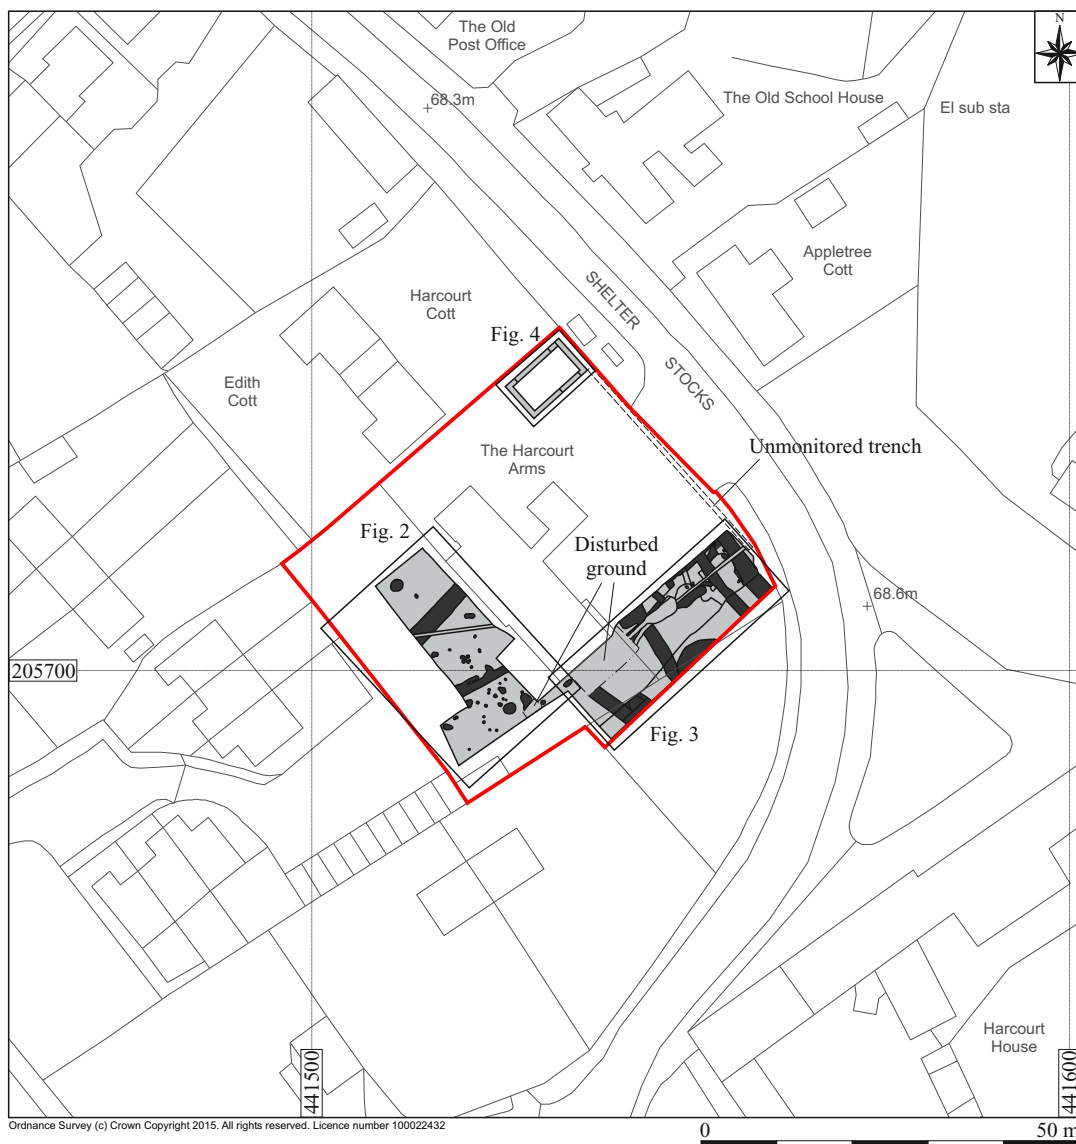 The Old
Post Office
N
68.3m
The Old School House
El sub sta
Appletree
Cott
SHELTER
Harcourt
Cott
Fig. 4
STOCKS
Edith
Cott
The Harcourt
Arms
Unmonitored trench
Fig. 2
Disturbed
ground
68.6m
205700
Fig. 3
Harcourt
House
441500
441600
Ordnance Survey (c) Crown Copyright 2015. All rights reserved. Licence number 100022432
0
50 m